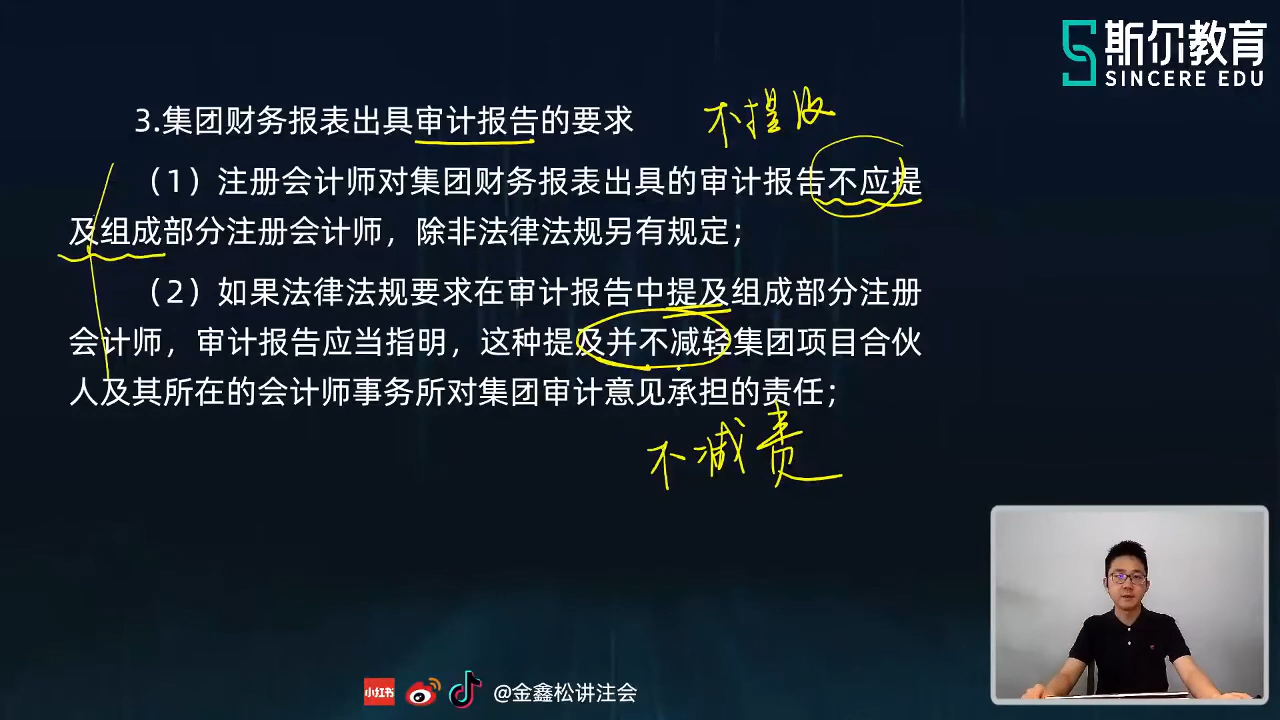 斯尔教育
SINCERE EDU
3.集团财务报表出具审计报告的要求
不提及
（1）注册会计师对集团财务报表出具的审计报告不应提
及组成部分注册会计师，除非法律法规另有规定；
（2）如果法律法规要求在审计报告中提及组成部分注册
会计师，审计报告应当指明，这种提及并不减轻集团项目合伙
人及其所在的会计师事务所对集团审计意见承担的责任；
不减责
小红书
@金鑫松讲注会